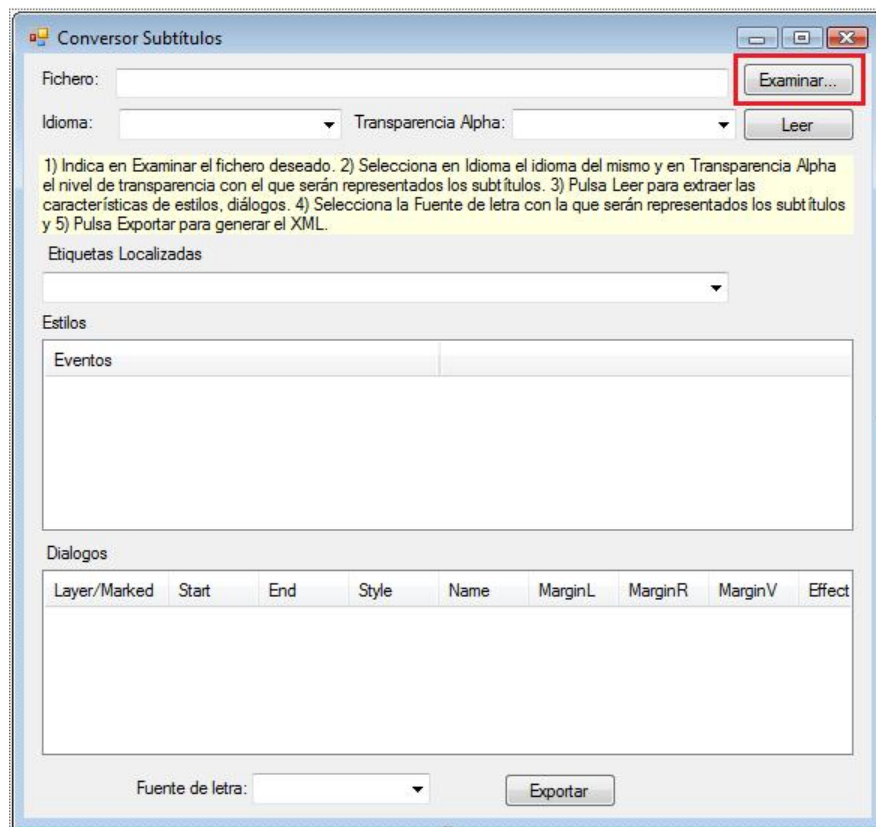 Conversor Subtítulos
Fichero:
Examinar...
Idioma: Transparencia Alpha: Leer
1) Indica en Examinar el fichero deseado. 2) Selecciona en Idioma el idioma del mismo y en Transparencia Alpha
el nivel de transparencia con el que serán representados los subtítulos. 3) Pulsa Leer para extraer las
características de estilos, diálogos. 4) Selecciona la Fuente de letra con la que serán representados los subtítulos
y 5) Pulsa Exportar para generar el XML.
Etiquetas Localizadas
Estilos
Eventos
Dialogos
Layer/Marked Start End Style Name MarginL MarginR MarginV Effect
Fuente de letra: Exportar